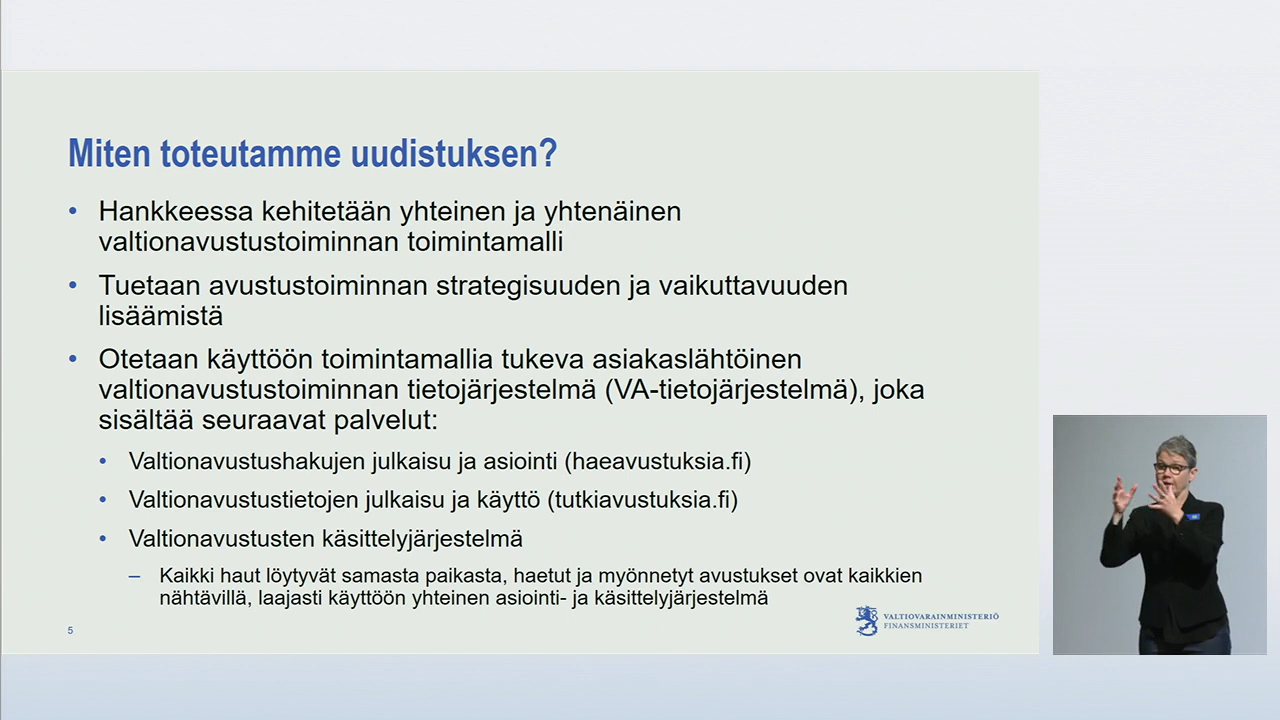 Miten toteutamme uudistuksen?
• Hankkeessa kehitetään yhteinen ja yhtenäinen
valtionavustustoiminnan toimintamalli
• Tuetaan avustustoiminnan strategisuuden ja vaikuttavuuden
lisäämistä
• Otetaan käyttöön toimintamallia tukeva asiakaslähtöinen
valtionavustustoiminnan tietojärjestelmä (VA-tietojärjestelmä), joka
sisältää seuraavat palvelut:
• Valtionavustushakujen julkaisu ja asiointi (haeavustuksia.fi)
• Valtionavustustietojen julkaisu ja käyttö (tutkiavustuksia.fi)
• Valtionavustusten käsittelyjärjestelmä
– Kaikki haut löytyvät samasta paikasta, haetut ja myönnetyt avustukset ovat kaikkien
nähtävillä, laajasti käyttöön yhteinen asiointi- ja käsittelyjärjestelmä
5
VALTIOVARAINMINISTERIÖ
FINANSMINISTERIET